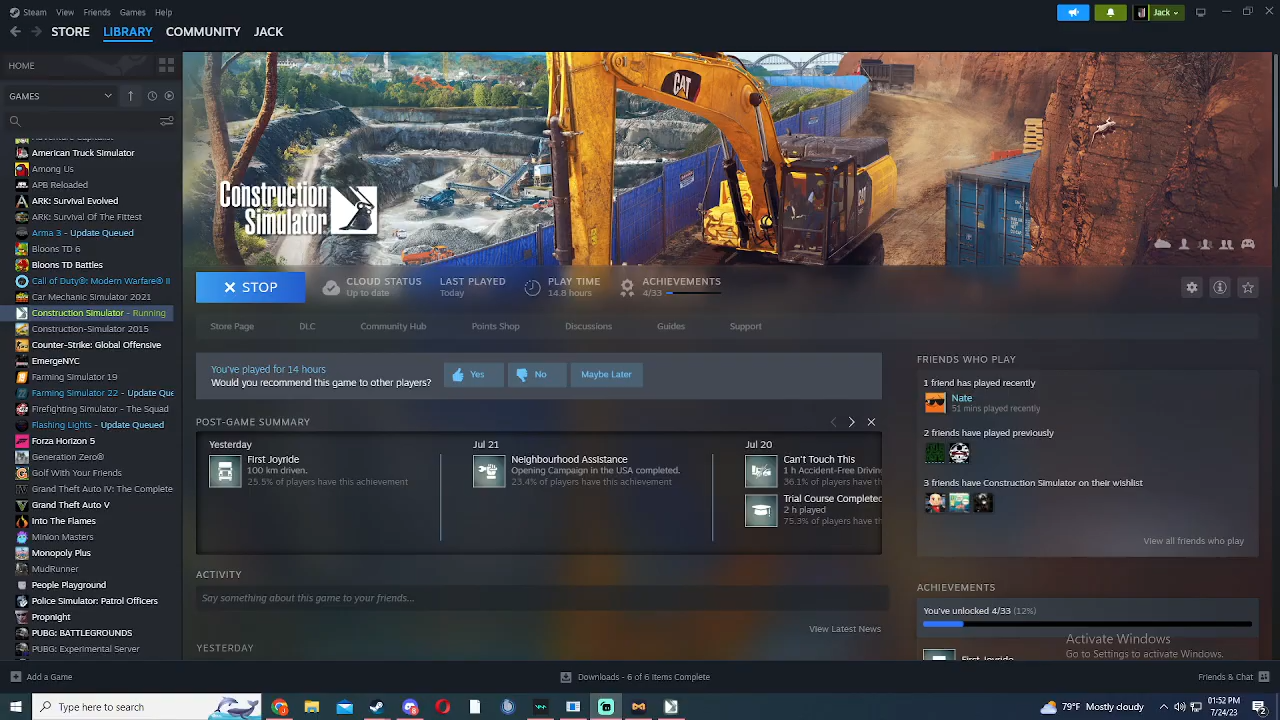 Steam View Friends Games Help
Jack
STORE LIBRARY COMMUNITY JACK
HOME
GAMES
American Truck Simulator
Among Us
APB Reloaded
ARK: Survival Evolved
ARK: Survival Of The Fittest
Arma 3 - Update Queued
Bloons TD 6
Bloons TD Battles
Call of Duty®: Modern Warfare® II
Car Mechanic Simulator 2021
Construction Simulator - Running
Construction-Simulator 2015
Counter-Strike: Global Offensive
EmergeNYC
Farming Simulator 19
Farming Simulator 22 - Update Que
Firefighting Simulator - The Squad
Flashing Lights - Update Queued
Forza Horizon 5
Generation Zero®
Golf With Your Friends
Grand Theft Auto IV: The Complete
Grand Theft Auto V
Into The Flames
Minion Masters
Monopoly Plus
MudRunner
People Playground
Police Simulator: Patrol Officers
Propnight
PUBG: BATTLEGROUNDS
PUBG: Experimental Server
CAT
Construction
Simulator
STOP
CLOUD STATUS
Up to date
LAST PLAYED
Today
PLAY TIME
14.8 hours
ACHIEVEMENTS
4/33
Store Page DLC Community Hub Points Shop Discussions Guides Support
You've played for 14 hours
Would you recommend this game to other players?
Yes No Maybe Later
POST-GAME SUMMARY
Yesterday
First Joyride
100 km driven.
25.5% of players have this achievement
Jul 21
Neighbourhood Assistance
Opening Campaign in the USA completed.
23.4% of players have this achievement
Jul 20
Can't Touch This
1 h Accident-Free Driving
36.1% of players have th
Trial Course Completed
2 h played
75.3% of players have th
ACTIVITY
Say something about this game to your friends...
View Latest News
YESTERDAY
FRIENDS WHO PLAY
1 friend has played recently
Nate
51 mins played recently
2 friends have played previously
3 friends have Construction Simulator on their wishlist
View all friends who play
ACHIEVEMENTS
You've unlocked 4/33 (12%)
First Joyride
Activate Windows
Go to Settings to activate Windows.
Add a Game
Downloads - 6 of 6 Items Complete
Friends & Chat
Type here to search
79°F Mostly cloudy
01:52 PM
7/24/23
2